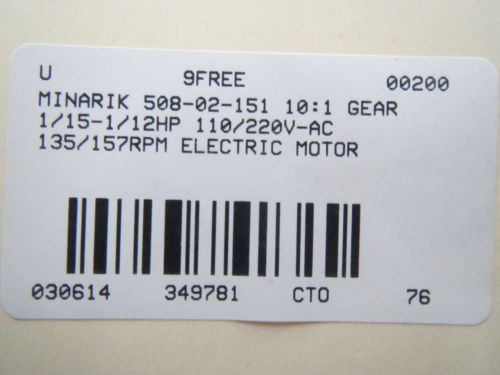 U 9FREE 00200
MINARIK 508-02-151 10:1 GEAR
1/15-1/12HP 110/220V-AC
135/157RPM ELECTRIC MOTOR
030614 349781 CTO 76